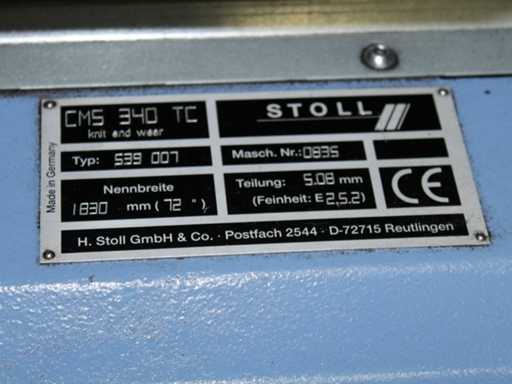 CMS 340 TC
knit and wear
STOLL
Typ: 539 007
Masch. Nr.: 0835
Nennbreite
1830 mm (72 ")
Teilung: 5.08 mm
(Feinheit: E 2,5.2)
CE
H. Stoll GmbH & Co. · Postfach 2544 · D-72715 Reutlingen
Made in Germany